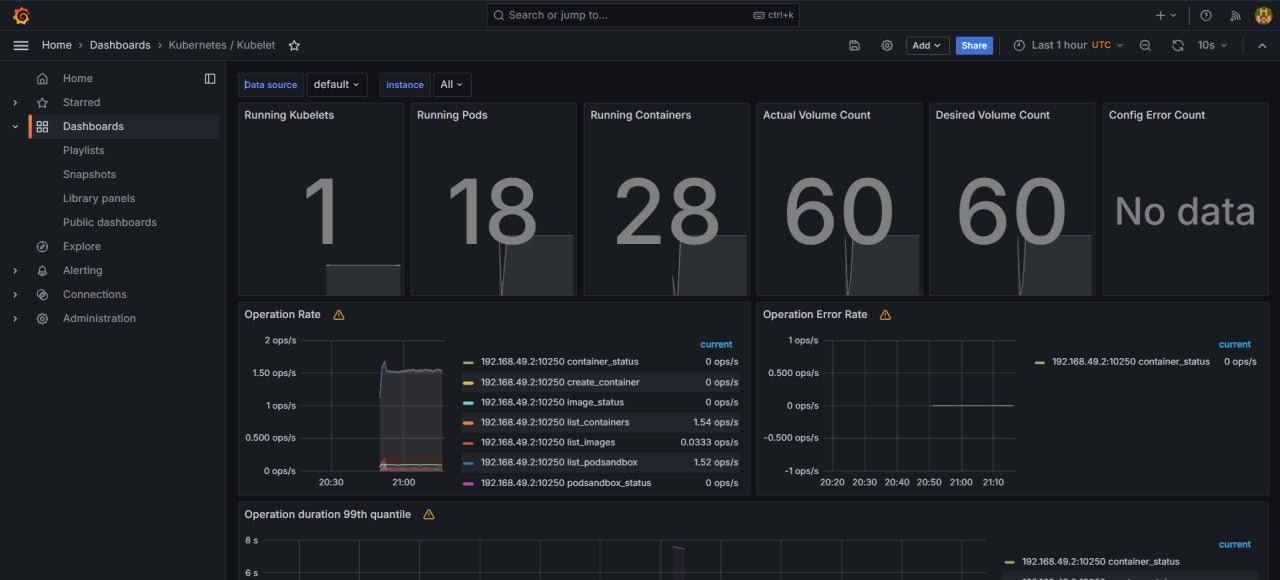 Search or jump to...
ctrl+k
Home › Dashboards › Kubernetes / Kubelet
Add
Share
Last 1 hour UTC
10s
Home
Starred
Dashboards
Playlists
Snapshots
Library panels
Public dashboards
Explore
Alerting
Connections
Administration
Data source
default
instance
All
Running Kubelets
1
Running Pods
18
Running Containers
28
Actual Volume Count
60
Desired Volume Count
60
Config Error Count
No data
Operation Rate
2 ops/s
1.50 ops/s
1 ops/s
0.500 ops/s
0 ops/s
20:30 21:00
current
192.168.49.2:10250 container_status 0 ops/s
192.168.49.2:10250 create_container 0 ops/s
192.168.49.2:10250 image_status 0 ops/s
192.168.49.2:10250 list_containers 1.54 ops/s
192.168.49.2:10250 list_images 0.0333 ops/s
192.168.49.2:10250 list_podsandbox 1.52 ops/s
192.168.49.2:10250 podsandbox_status 0 ops/s
Operation Error Rate
1 ops/s
0.500 ops/s
0 ops/s
-0.500 ops/s
-1 ops/s
20:20 20:30 20:40 20:50 21:00 21:10
current
192.168.49.2:10250 container_status 0 ops/s
Operation duration 99th quantile
8 s
6 s
current
192.168.49.2:10250 container_status